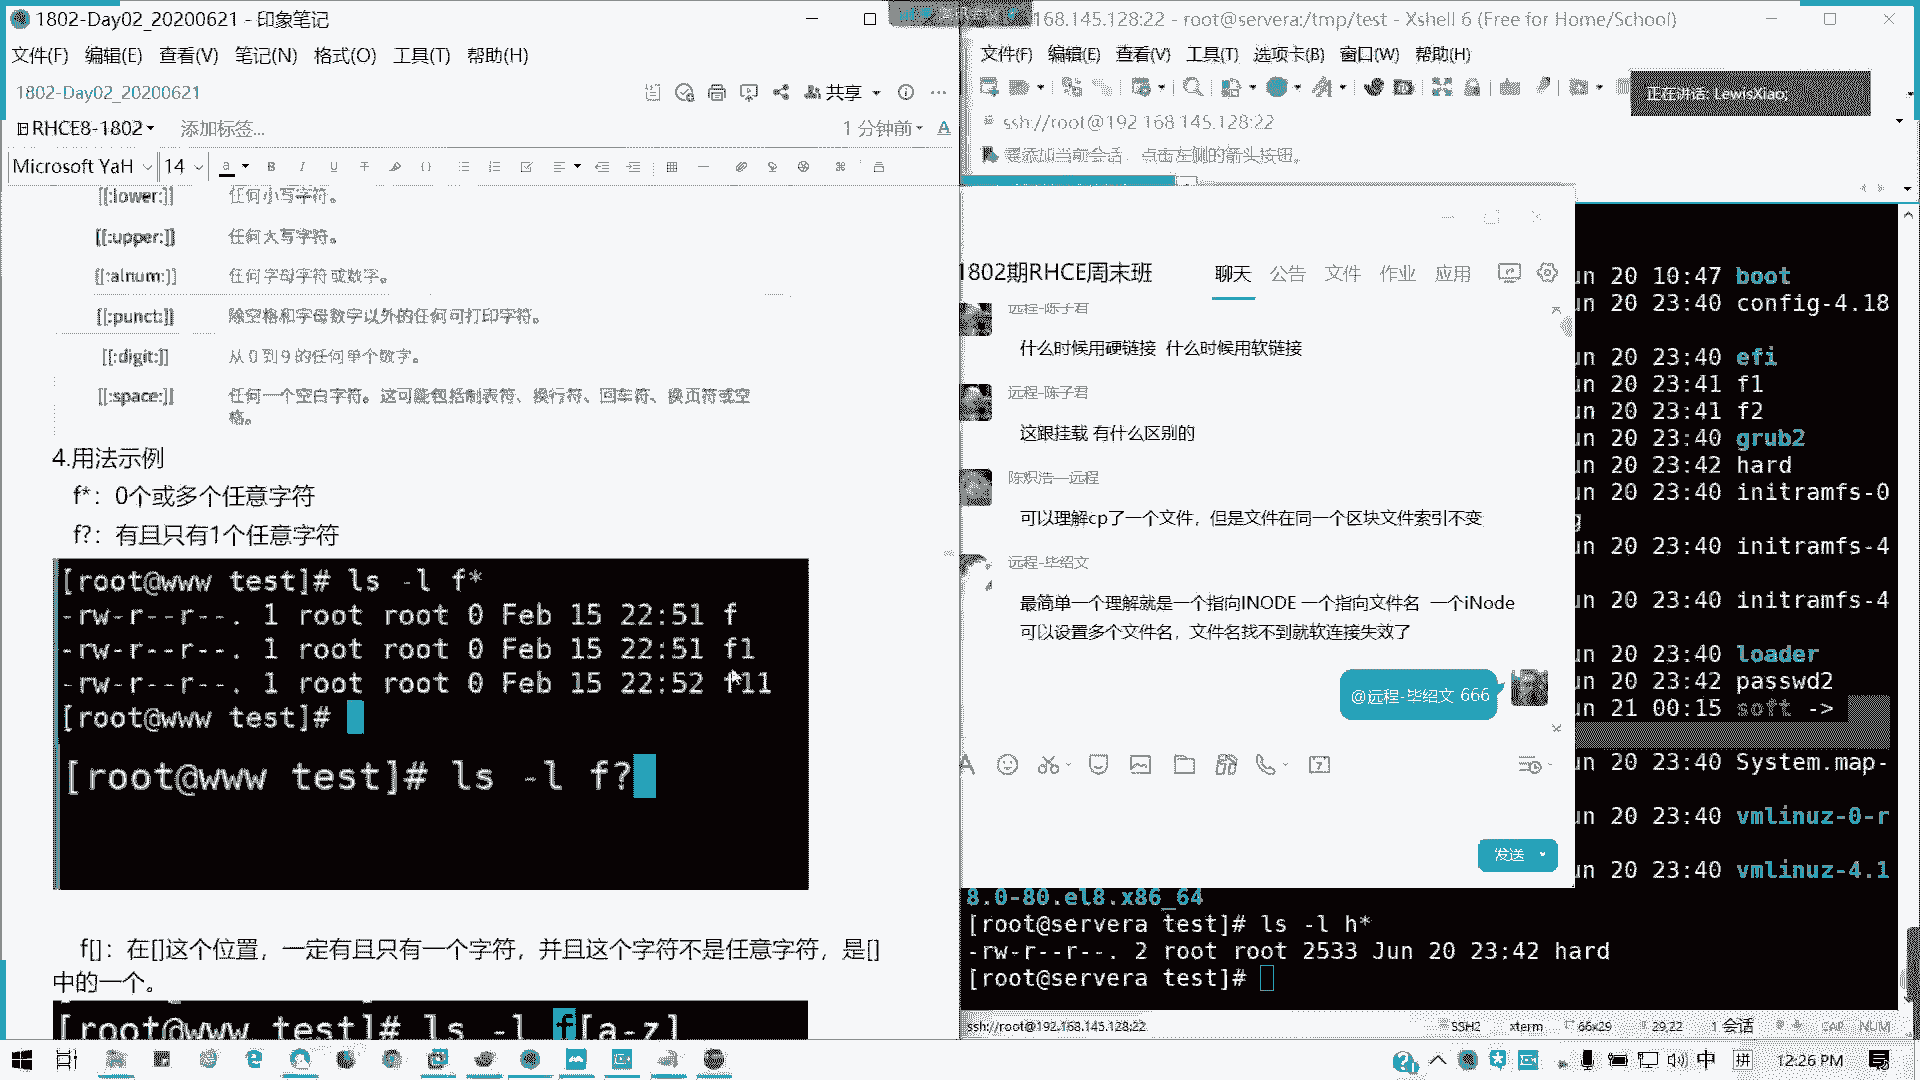 1802-Day02_20200621 - 印象笔记
文件(F) 编辑(E) 查看(V) 笔记(N) 格式(O) 工具(T) 帮助(H)
1802-Day02_20200621
共享
RHCE8-1802
添加标签...
1 分钟前
Microsoft YaH
14
[[:lower:]] 任何小写字符。
[[:upper:]] 任何大写字符。
[[:alnum:]] 任何字母字符或数字。
[[:punct:]] 除空格和字母数字以外的任何可打印字符。
[[:digit:]] 从 0 到 9 的任何单个数字。
[[:space:]] 任何一个空白字符。这可能包括制表符、换行符、回车符、换页符或空
格。
4.用法示例
f*：0个或多个任意字符
f?：有且只有1个任意字符
[root@www test]# ls -l f*
-rw-r--r--. 1 root root 0 Feb 15 22:51 f
-rw-r--r--. 1 root root 0 Feb 15 22:51 f1
-rw-r--r--. 1 root root 0 Feb 15 22:52 f11
[root@www test]#
[root@www test]# ls -l f?
f[]：在[]这个位置，一定有且只有一个字符，并且这个字符不是任意字符，是[]
中的一个。
[root@www test]# ls -l f[a-z]
168.145.128:22 - root@servera:/tmp/test - Xshell 6 (Free for Home/School)
文件(F) 编辑(E) 查看(V) 工具(T) 选项卡(B) 窗口(W) 帮助(H)
正在讲话: LewisXiao;
ssh://root@192.168.145.128:22
要添加当前会话，点击左侧的箭头按钮。
1802期RHCE周末班
聊天 公告 文件 作业 应用
远程-陈子君
什么时候用硬链接 什么时候用软链接
远程-陈子君
这跟挂载 有什么区别的
陈炽浩—远程
可以理解cp了一个文件，但是文件在同一个区块文件索引不变
远程-毕绍文
最简单一个理解就是一个指向INODE 一个指向文件名 一个iNode
可以设置多个文件名，文件名找不到就软连接失效了
@远程-毕绍文 666
发送
un 20 10:47 boot
un 20 23:40 config-4.18
un 20 23:40 efi
un 20 23:41 f1
un 20 23:41 f2
un 20 23:40 grub2
un 20 23:42 hard
un 20 23:40 initramfs-0
g
un 20 23:40 initramfs-4
un 20 23:40 initramfs-4
un 20 23:40 loader
un 20 23:42 passwd2
un 21 00:15 soft ->
un 20 23:40 System.map-
un 20 23:40 vmlinuz-0-r
un 20 23:40 vmlinuz-4.1
8.0-80.el8.x86_64
[root@servera test]# ls -l h*
-rw-r--r--. 2 root root 2533 Jun 20 23:42 hard
[root@servera test]#
ssh://root@192.168.145.128:22
SSH2 xterm 66x29 29,22 1 会话 CAP NUM
中 拼 12:26 PM